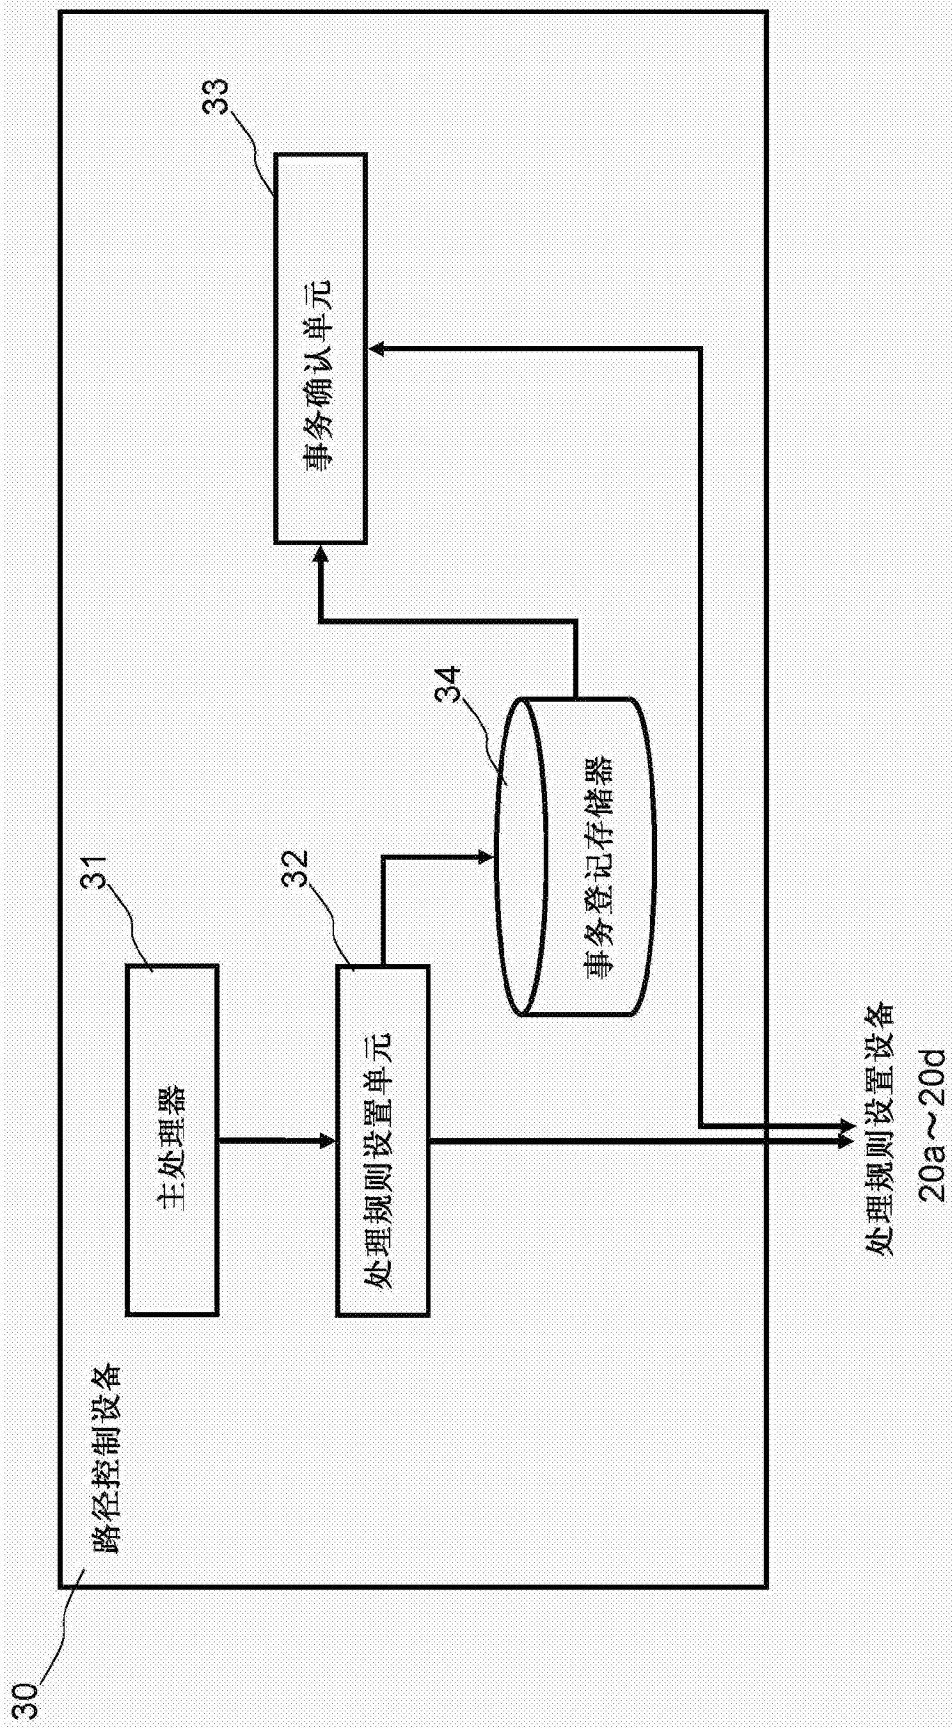 30
路径控制设备
31
主处理器
32
处理规则设置单元
33
事务确认单元
34
事务登记存储器
处理规则设置设备
20a～20d